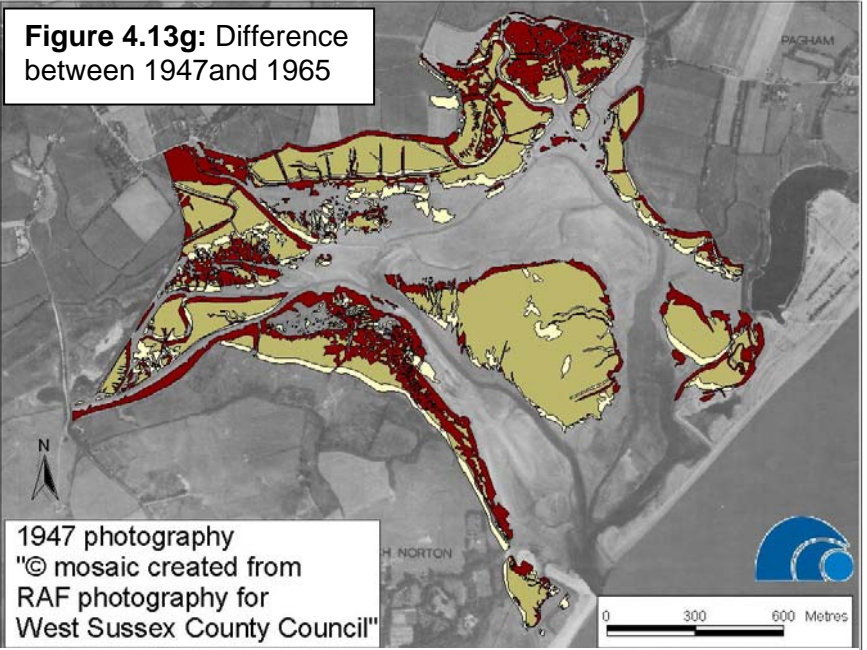 Figure 4.13g: Difference
between 1947and 1965
PAGHAM
N
H NORTON
1947 photography
"© mosaic created from
RAF photography for
West Sussex County Council"
0 300 600 Metres